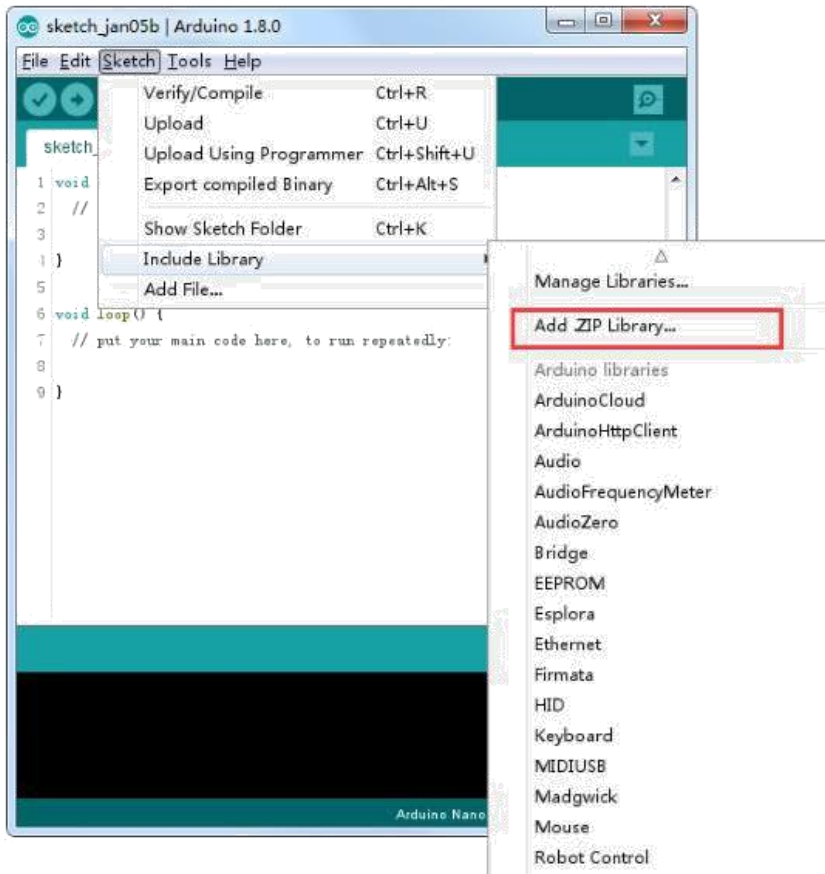 sketch_jan05b | Arduino 1.8.0
File Edit Sketch Tools Help
Verify/Compile Ctrl+R
Upload Ctrl+U
sketch_
Upload Using Programmer Ctrl+Shift+U
1 void
Export compiled Binary Ctrl+Alt+S
2 //
Show Sketch Folder Ctrl+K
3
4 }
Include Library
5
Add File...
6 void loop() {
7 // put your main code here, to run repeatedly:
8
9 }
Arduino Nano
Manage Libraries...
Add .ZIP Library...
Arduino libraries
ArduinoCloud
ArduinoHttpClient
Audio
AudioFrequencyMeter
AudioZero
Bridge
EEPROM
Esplora
Ethernet
Firmata
HID
Keyboard
MIDIUSB
Madgwick
Mouse
Robot Control